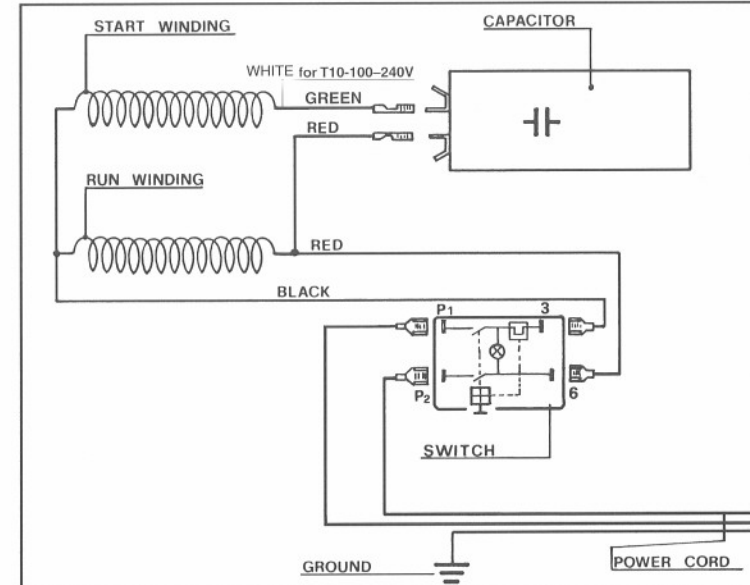 START WINDING
CAPACITOR
WHITE for T10-100–240V
GREEN
RED
RUN WINDING
RED
BLACK
P1 3
P2 6
SWITCH
GROUND
POWER CORD